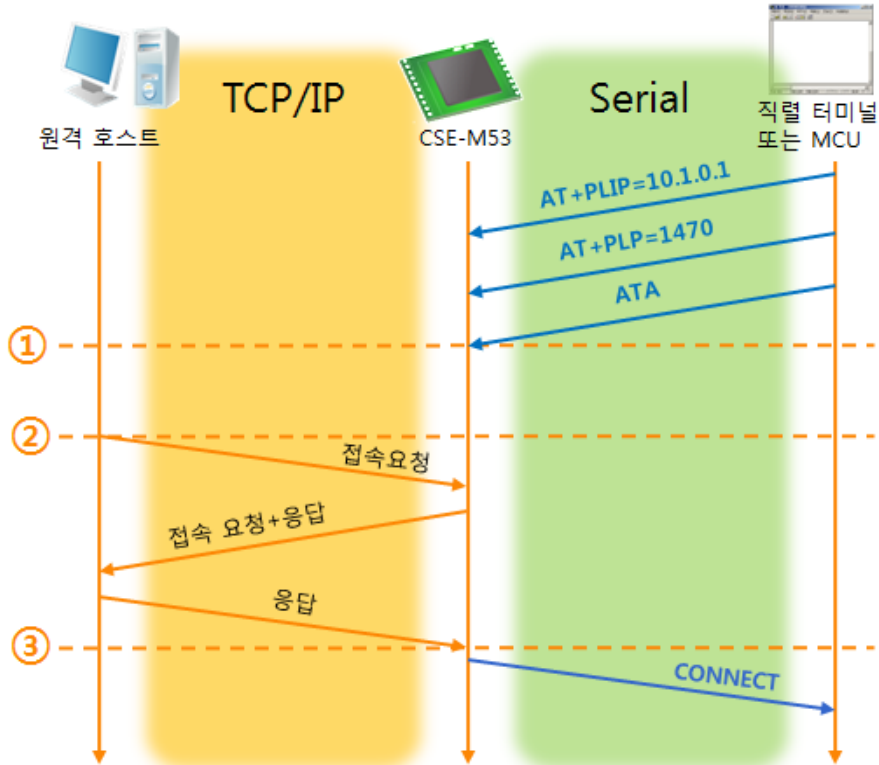 TCP/IP
Serial
원격 호스트
CSE-M53
직렬 터미널
또는 MCU
AT+PLIP=10.1.0.1
AT+PLP=1470
ATA
①
②
접속요청
접속 요청+응답
응답
③
CONNECT